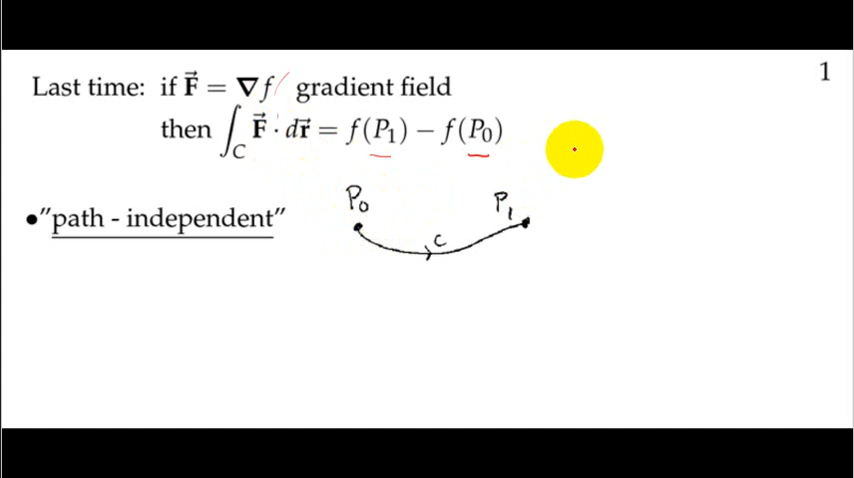 1
Last time: if F⃗ = ∇f gradient field
then ∫_C F⃗ · dr⃗ = f(P₁) − f(P₀)
•"path - independent"
P₀ P₁
C